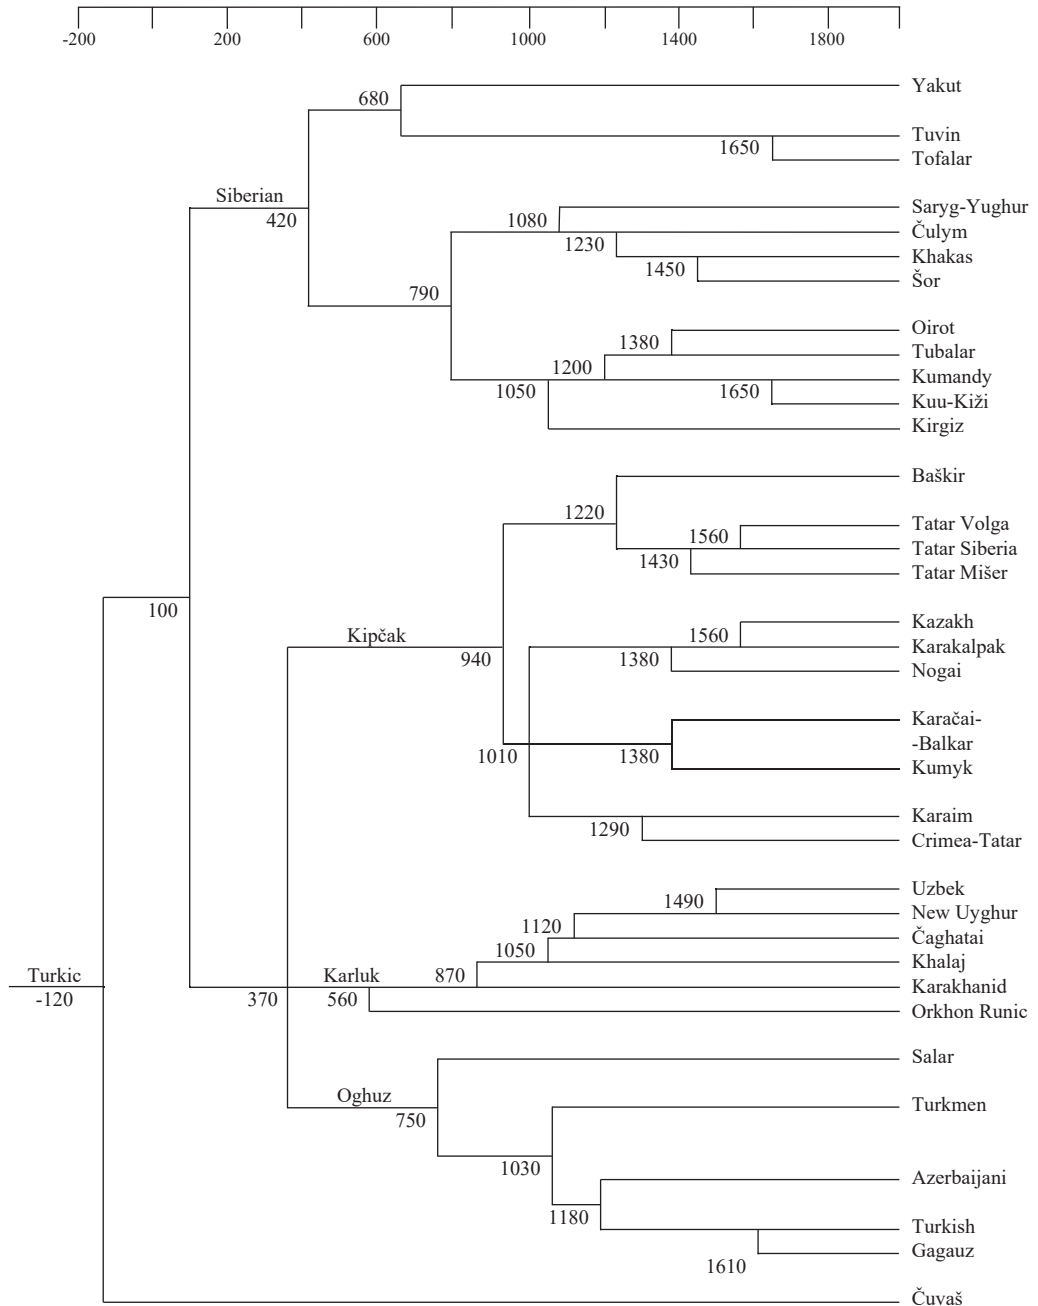 -200 200 600 1000 1400 1800
Yakut
680
Tuvin
1650
Tofalar
Siberian
420
Saryg-Yughur
1080
Čulym
1230
Khakas
1450
Šor
790
Oirot
1380
Tubalar
1200
Kumandy
1050
1650
Kuu-Kiži
Kirgiz
Baškir
1220
Tatar Volga
1560
Tatar Siberia
1430
Tatar Mišer
100
Kazakh
1560
Kipčak
Karakalpak
940
1380
Nogai
Karačai-
-Balkar
1010
1380
Kumyk
Karaim
1290
Crimea-Tatar
Uzbek
1490
New Uyghur
1120
Čaghatai
1050
Khalaj
870
Turkic
Karluk
Karakhanid
-120
370
560
Orkhon Runic
Salar
Oghuz
Turkmen
750
1030
Azerbaijani
1180
Turkish
Gagauz
1610
Čuvaš